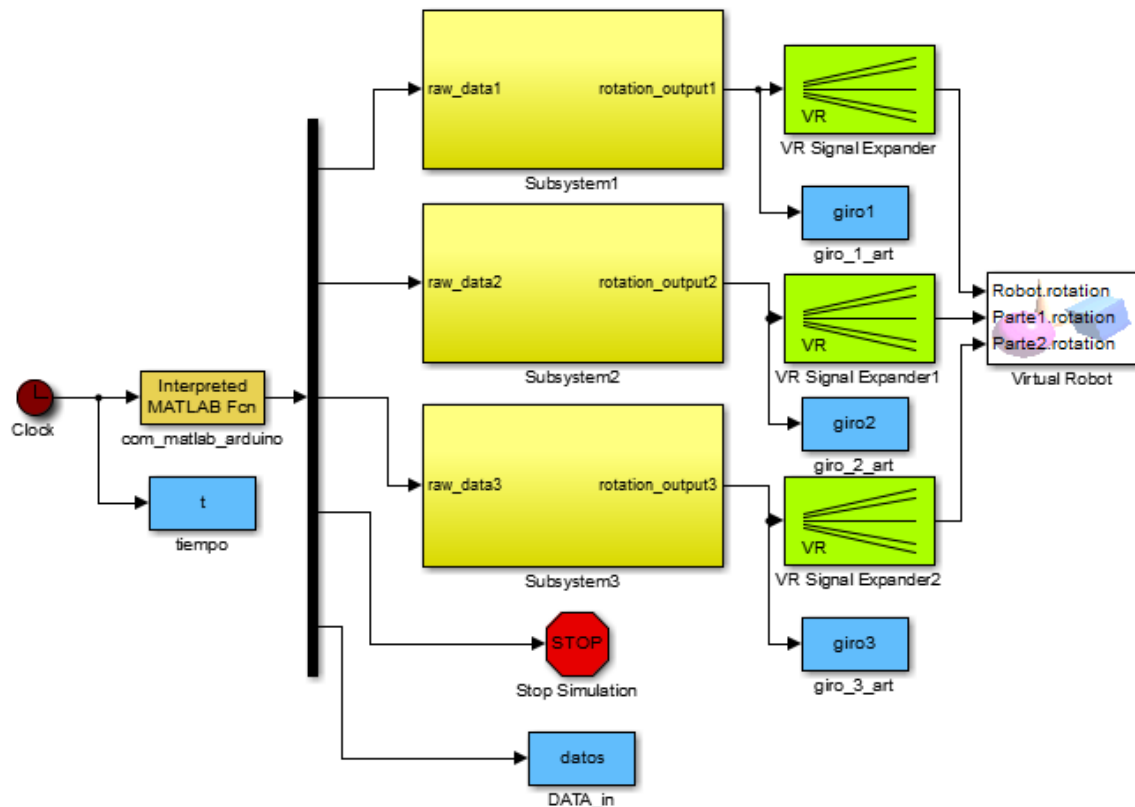 raw_data1 rotation_output1
Subsystem1
VR
VR Signal Expander
giro1
giro_1_art
raw_data2 rotation_output2
Subsystem2
VR
VR Signal Expander1
giro2
giro_2_art
Robot.rotation
Parte1.rotation
Parte2.rotation
Virtual Robot
Clock
Interpreted
MATLAB Fcn
com_matlab_arduino
t
tiempo
raw_data3 rotation_output3
Subsystem3
VR
VR Signal Expander2
giro3
giro_3_art
STOP
Stop Simulation
datos
DATA_in